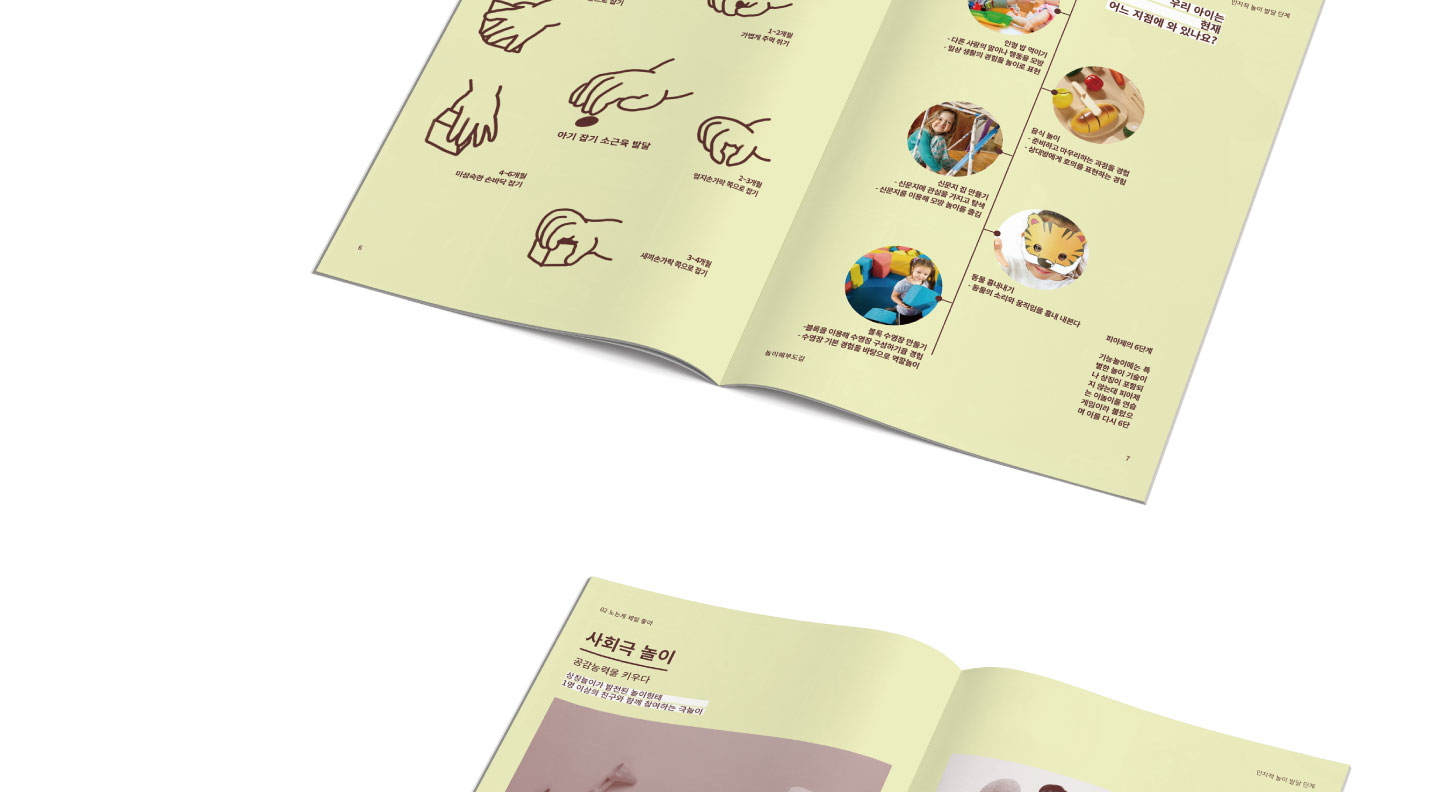 쪽으로 잡기
1~2개월
가볍게 주먹 쥐기
아기 잡기 소근육 발달
2~3개월
엄지손가락 쪽으로 잡기
4~6개월
미성숙한 손바닥 잡기
3~4개월
새끼손가락 쪽으로 잡기
6
인지적 놀이 발달 단계
우리 아이는
현재
어느 지점에 와 있나요?
인형 밥 먹이기
- 다른 사람의 말이나 행동을 모방
- 일상 생활의 경험을 놀이로 표현
음식 놀이
- 준비하고 마무리하는 과정을 경험
- 상대방에게 호의를 표현하는 경험
신문지 집 만들기
- 신문지에 관심을 가지고 탐색
- 신문지를 이용해 모방 놀이를 즐김
동물 흉내내기
- 동물의 소리와 움직임을 흉내 내본다
블록 수영장 만들기
-블록을 이용해 수영장 구성하기를 경험
- 수영장 기본 경험을 바탕으로 역할놀이
놀이해부도감
피아제의 6단계
기능놀이에는 특
별한 놀이 기술이
나 상징이 포함되
지 않는데 피아제
는 이놀이를 연습
게임이라 불렀으
며 이를 다시 6단
7
02 노는게 제일 좋아
사회극 놀이
공감능력을 키우다
상징놀이가 발전된 놀이형태
1명 이상의 친구와 함께 참여하는 극놀이
인지적 놀이 발달 단계